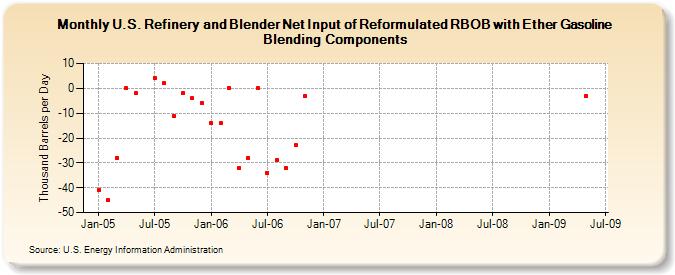 Monthly U.S. Refinery and Blender Net Input of Reformulated RBOB with Ether Gasoline
Blending Components
Thousand Barrels per Day
10
0
-10
-20
-30
-40
-50
Jan-05 Jul-05 Jan-06 Jul-06 Jan-07 Jul-07 Jan-08 Jul-08 Jan-09 Jul-09
Source: U.S. Energy Information Administration